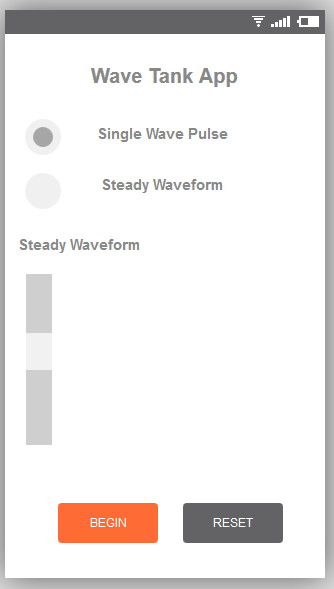 Wave Tank App
Single Wave Pulse
Steady Waveform
Steady Waveform
BEGIN
RESET